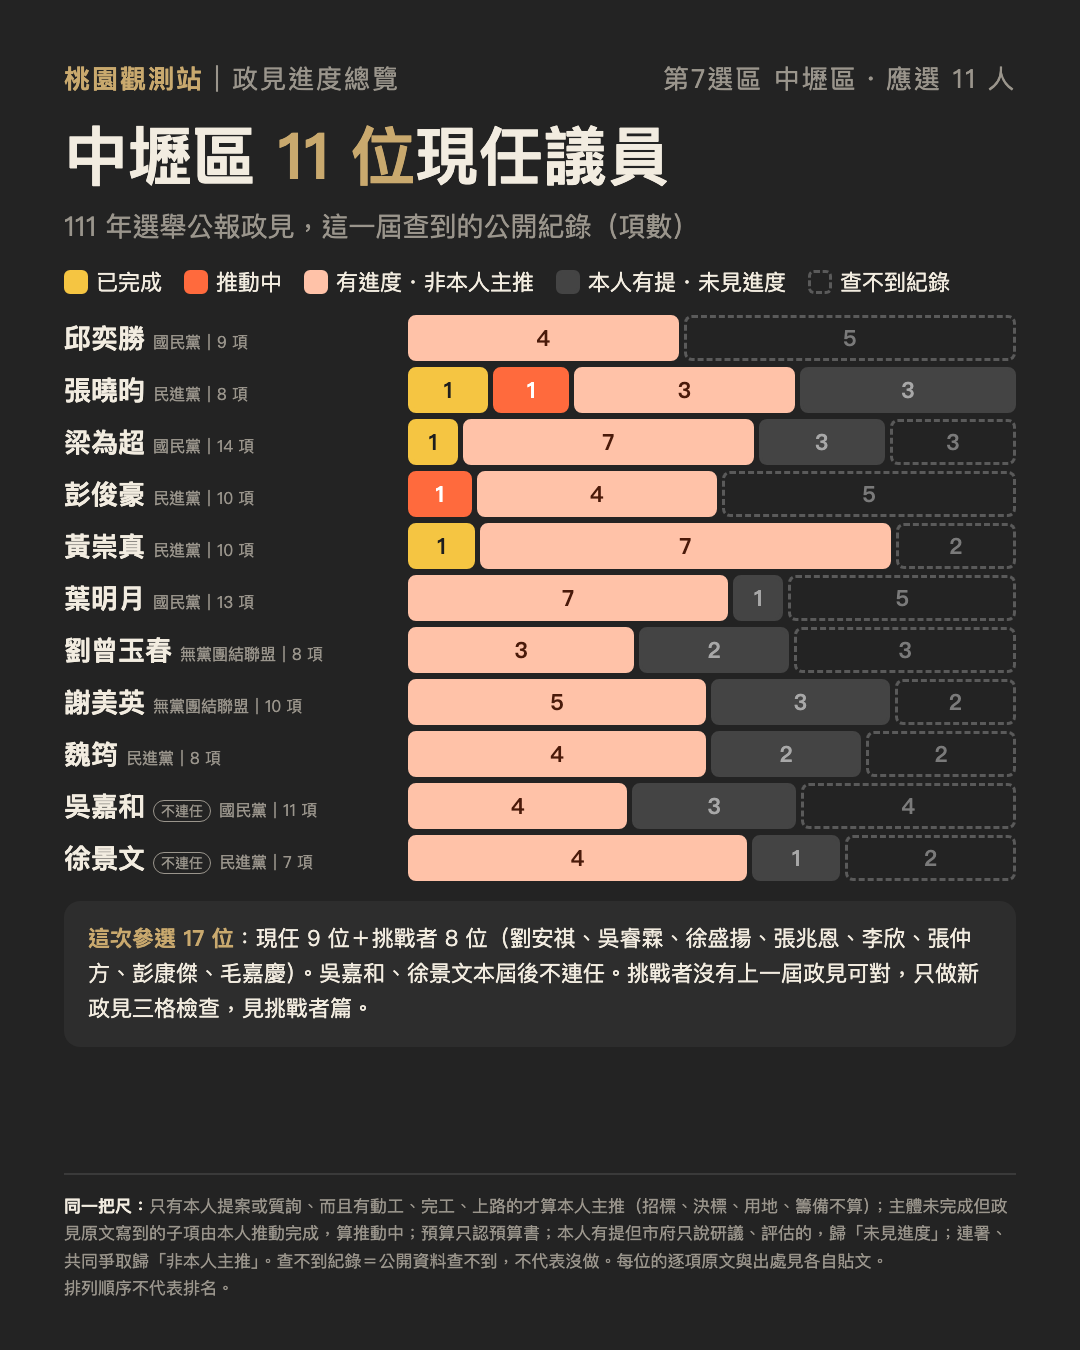 桃園觀測站｜政見進度總覽
第7選區 中壢區・應選 11 人
中壢區 11 位現任議員
111 年選舉公報政見，這一屆查到的公開紀錄（項數）
已完成 推動中 有進度・非本人主推 本人有提・未見進度 查不到紀錄
邱奕勝 國民黨｜9 項 4 5
張曉昀 民進黨｜8 項 1 1 3 3
梁為超 國民黨｜14 項 1 7 3 3
彭俊豪 民進黨｜10 項 1 4 5
黃崇真 民進黨｜10 項 1 7 2
葉明月 國民黨｜13 項 7 1 5
劉曾玉春 無黨團結聯盟｜8 項 3 2 3
謝美英 無黨團結聯盟｜10 項 5 3 2
魏筠 民進黨｜8 項 4 2 2
吳嘉和 不連任 國民黨｜11 項 4 3 4
徐景文 不連任 民進黨｜7 項 4 1 2
這次參選 17 位：現任 9 位＋挑戰者 8 位（劉安祺、吳睿霖、徐盛揚、張兆恩、李欣、張仲
方、彭康傑、毛嘉慶）。吳嘉和、徐景文本屆後不連任。挑戰者沒有上一屆政見可對，只做新
政見三格檢查，見挑戰者篇。
同一把尺：只有本人提案或質詢、而且有動工、完工、上路的才算本人主推（招標、決標、用地、籌備不算）；主體未完成但政
見原文寫到的子項由本人推動完成，算推動中；預算只認預算書；本人有提但市府只說研議、評估的，歸「未見進度」；連署、
共同爭取歸「非本人主推」。查不到紀錄＝公開資料查不到，不代表沒做。每位的逐項原文與出處見各自貼文。
排列順序不代表排名。